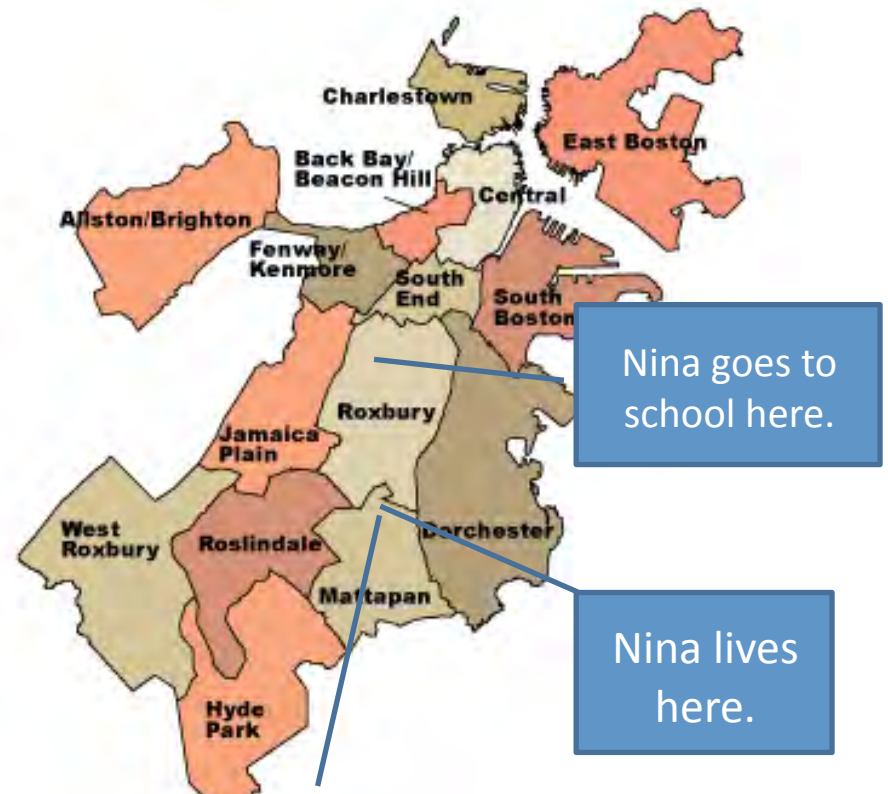 Charlestown
East Boston
Back Bay/
Beacon Hill
Central
Allston/Brighton
Fenway/
Kenmore
South
End
South
Boston
Nina goes to
school here.
Roxbury
Jamaica
Plain
West
Roxbury
Roslindale
Dorchester
Mattapan
Nina lives
here.
Hyde
Park